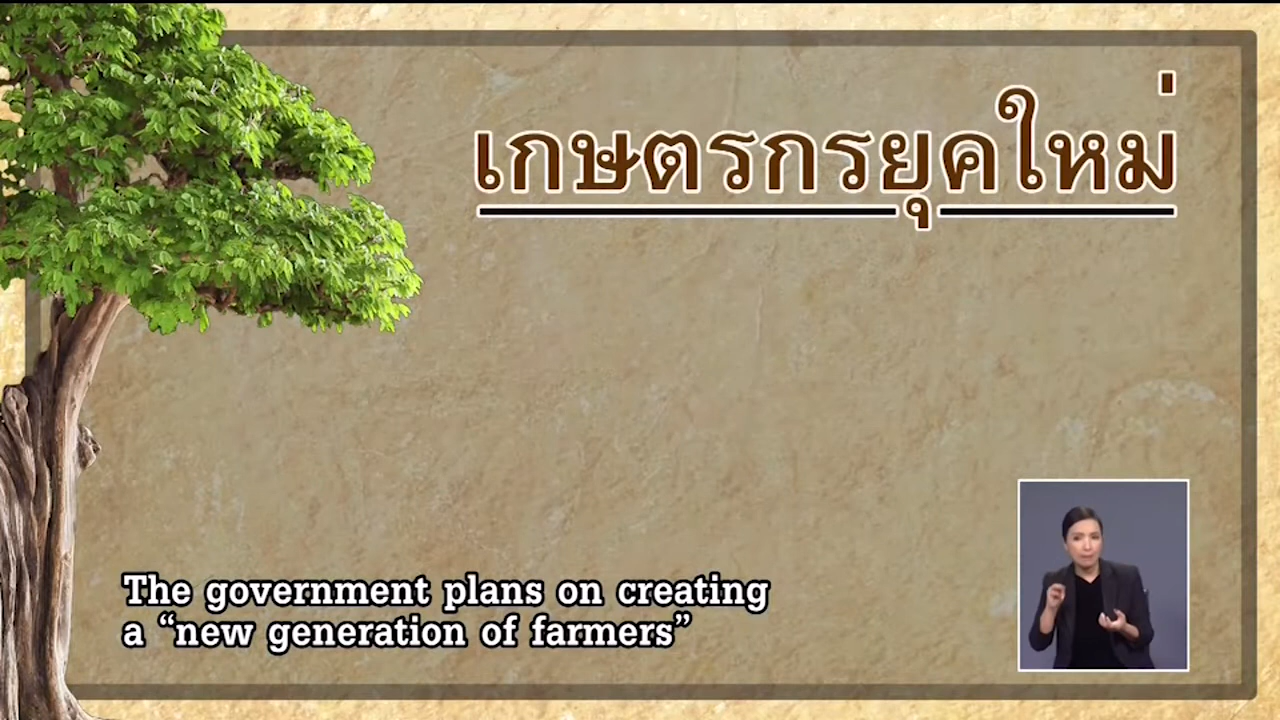 เกษตรกรยุคใหม่
The government plans on creating
a “new generation of farmers”